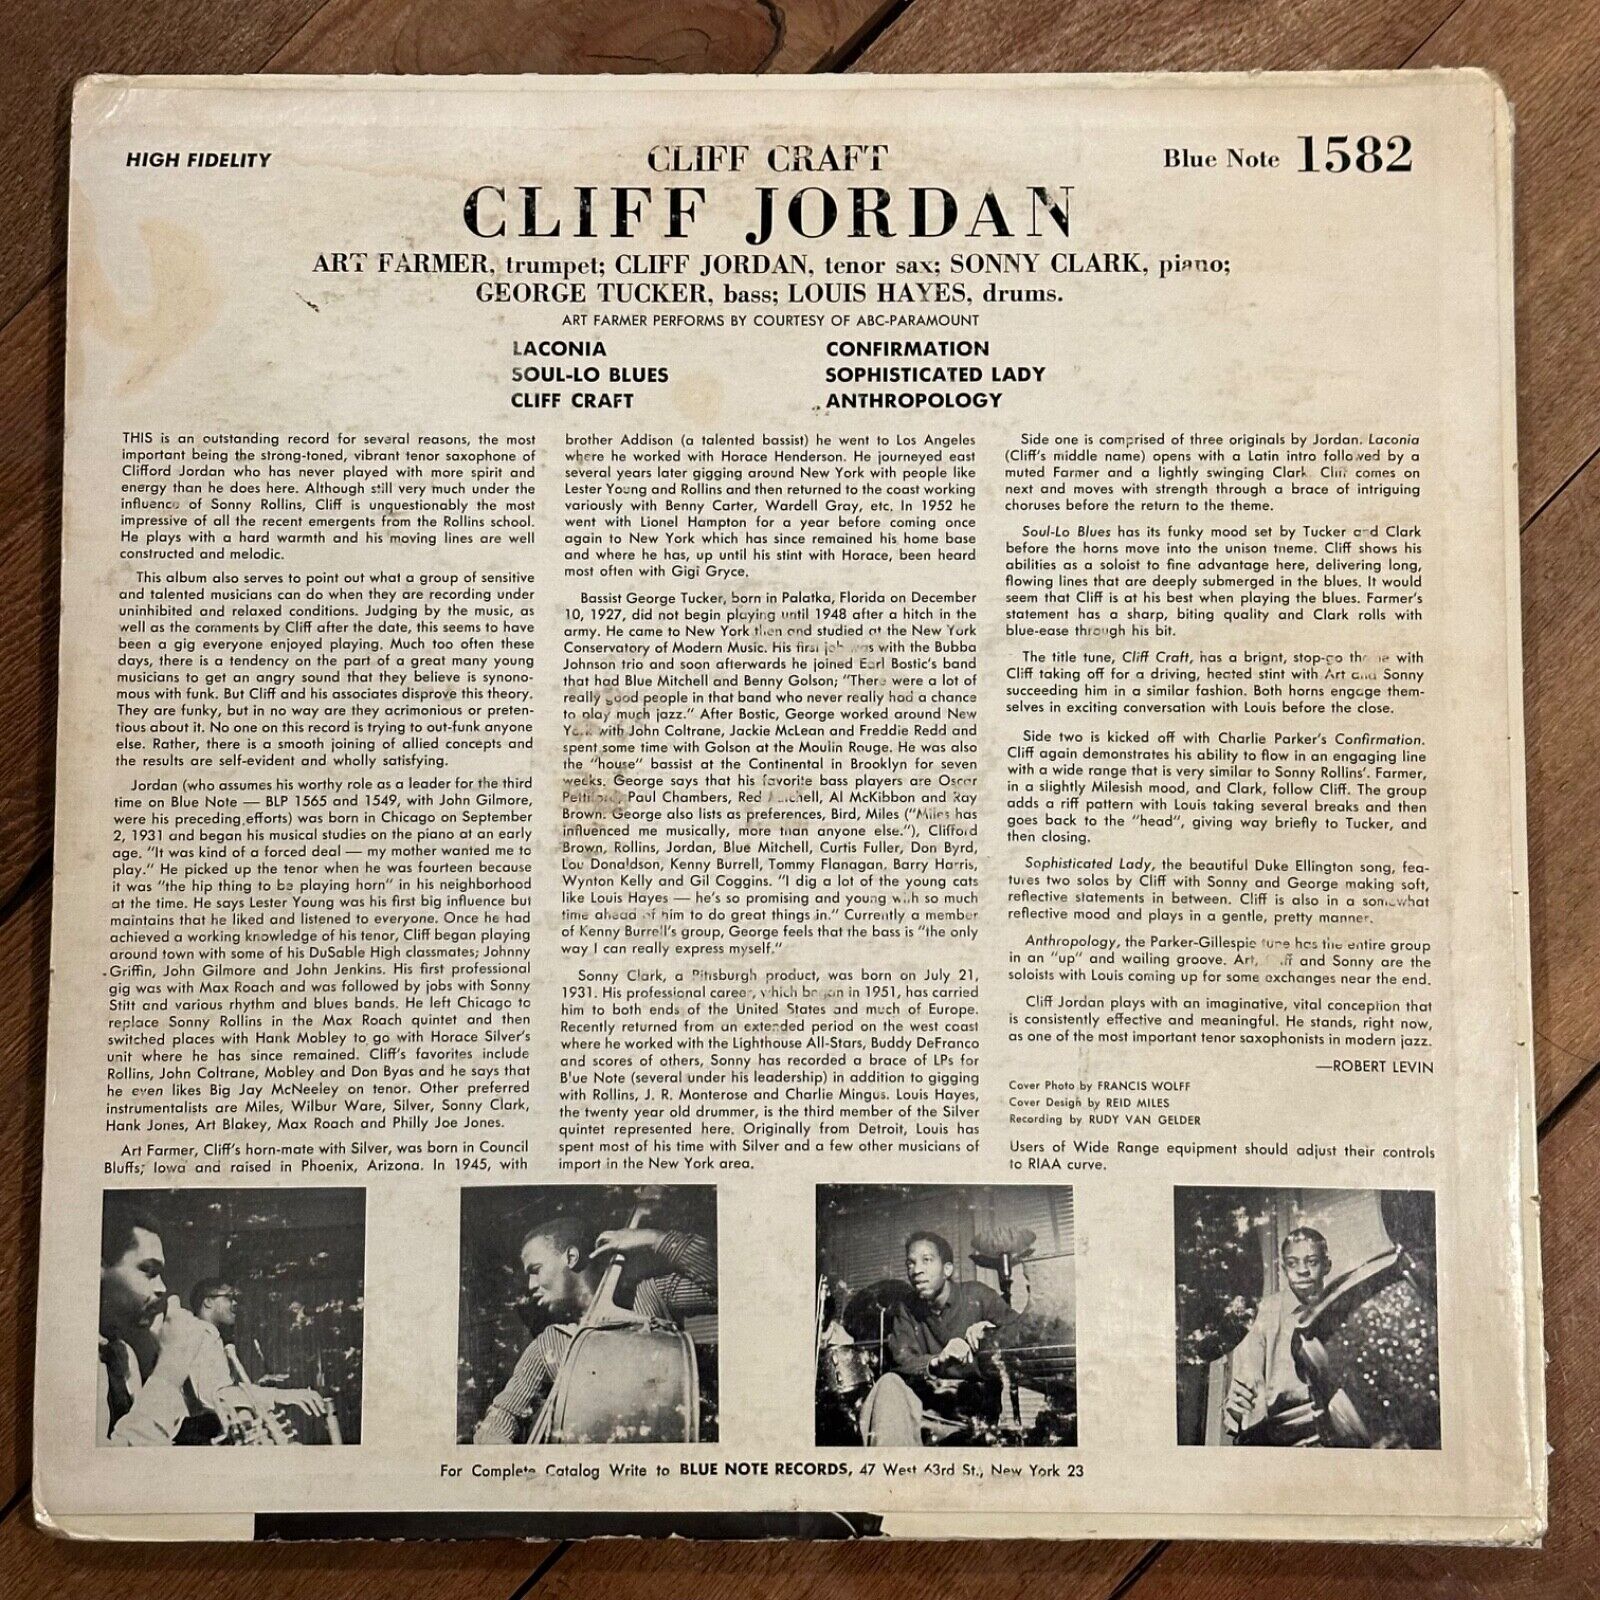 HIGH FIDELITY
CLIFF CRAFT
Blue Note 1582
CLIFF JORDAN
ART FARMER, trumpet; CLIFF JORDAN, tenor sax; SONNY CLARK, piano;
GEORGE TUCKER, bass; LOUIS HAYES, drums.
ART FARMER PERFORMS BY COURTESY OF ABC-PARAMOUNT
LACONIA
SOUL-LO BLUES
CLIFF CRAFT
CONFIRMATION
SOPHISTICATED LADY
ANTHROPOLOGY
THIS is an outstanding record for several reasons, the most
important being the strong-toned, vibrant tenor saxophone of
Clifford Jordan who has never played with more spirit and
energy than he does here. Although still very much under the
influence of Sonny Rollins, Cliff is unquestionably the most
impressive of all the recent emergents from the Rollins school.
He plays with a hard warmth and his moving lines are well
constructed and melodic.
This album also serves to point out what a group of sensitive
and talented musicians can do when they are recording under
uninhibited and relaxed conditions. Judging by the music, as
well as the comments by Cliff after the date, this seems to have
been a gig everyone enjoyed playing. Much too often these
days, there is a tendency on the part of a great many young
musicians to get an angry sound that they believe is synono-
mous with funk. But Cliff and his associates disprove this theory.
They are funky, but in no way are they acrimonious or preten-
tious about it. No one on this record is trying to out-funk anyone
else. Rather, there is a smooth joining of allied concepts and
the results are self-evident and wholly satisfying.
Jordan (who assumes his worthy role as a leader for the third
time on Blue Note — BLP 1565 and 1549, with John Gilmore,
were his preceding efforts) was born in Chicago on September
2, 1931 and began his musical studies on the piano at an early
age. "It was kind of a forced deal — my mother wanted me to
play." He picked up the tenor when he was fourteen because
it was "the hip thing to be playing horn" in his neighborhood
at the time. He says Lester Young was his first big influence but
maintains that he liked and listened to everyone. Once he had
achieved a working knowledge of his tenor, Cliff began playing
around town with some of his DuSable High classmates; Johnny
Griffin, John Gilmore and John Jenkins. His first professional
gig was with Max Roach and was followed by jobs with Sonny
Stitt and various rhythm and blues bands. He left Chicago to
replace Sonny Rollins in the Max Roach quintet and then
switched places with Hank Mobley to go with Horace Silver's
unit where he has since remained. Cliff's favorites include
Rollins, John Coltrane, Mobley and Don Byas and he says that
he even likes Big Jay McNeeley on tenor. Other preferred
instrumentalists are Miles, Wilbur Ware, Silver, Sonny Clark,
Hank Jones, Art Blakey, Max Roach and Philly Joe Jones.
Art Farmer, Cliff's horn-mate with Silver, was born in Council
Bluffs, Iowa and raised in Phoenix, Arizona. In 1945, with
brother Addison (a talented bassist) he went to Los Angeles
where he worked with Horace Henderson. He journeyed east
several years later gigging around New York with people like
Lester Young and Rollins and then returned to the coast working
variously with Benny Carter, Wardell Gray, etc. In 1952 he
went with Lionel Hampton for a year before coming once
again to New York which has since remained his home base
and where he has, up until his stint with Horace, been heard
most often with Gigi Gryce.
Bassist George Tucker, born in Palatka, Florida on December
10, 1927, did not begin playing until 1948 after a hitch in the
army. He came to New York then and studied at the New York
Conservatory of Modern Music. His first job was with the Bubba
Johnson trio and soon afterwards he joined Earl Bostic's band
that had Blue Mitchell and Benny Golson; "There were a lot of
really good people in that band who never really had a chance
to play much jazz." After Bostic, George worked around New
York with John Coltrane, Jackie McLean and Freddie Redd and
spent some time with Golson at the Moulin Rouge. He was also
the "house" bassist at the Continental in Brooklyn for seven
weeks. George says that his favorite bass players are Oscar
Pettiford, Paul Chambers, Red Mitchell, Al McKibbon and Ray
Brown. George also lists as preferences, Bird, Miles ("Miles has
influenced me musically, more than anyone else."), Clifford
Brown, Rollins, Jordan, Blue Mitchell, Curtis Fuller, Don Byrd,
Lou Donaldson, Kenny Burrell, Tommy Flanagan, Barry Harris,
Wynton Kelly and Gil Coggins. "I dig a lot of the young cats
like Louis Hayes — he's so promising and young with so much
time ahead of him to do great things in." Currently a member
of Kenny Burrell's group, George feels that the bass is "the only
way I can really express myself."
Sonny Clark, a Pittsburgh product, was born on July 21,
1931. His professional career, which began in 1951, has carried
him to both ends of the United States and much of Europe.
Recently returned from an extended period on the west coast
where he worked with the Lighthouse All-Stars, Buddy DeFranco
and scores of others, Sonny has recorded a brace of LPs for
Blue Note (several under his leadership) in addition to gigging
with Rollins, J. R. Monterose and Charlie Mingus. Louis Hayes,
the twenty year old drummer, is the third member of the Silver
quintet represented here. Originally from Detroit, Louis has
spent most of his time with Silver and a few other musicians of
import in the New York area.
Side one is comprised of three originals by Jordan. Laconia
(Cliff's middle name) opens with a Latin intro followed by a
muted Farmer and a lightly swinging Clark. Cliff comes on
next and moves with strength through a brace of intriguing
choruses before the return to the theme.
Soul-Lo Blues has its funky mood set by Tucker and Clark
before the horns move into the unison theme. Cliff shows his
abilities as a soloist to fine advantage here, delivering long,
flowing lines that are deeply submerged in the blues. It would
seem that Cliff is at his best when playing the blues. Farmer's
statement has a sharp, biting quality and Clark rolls with
blue-ease through his bit.
The title tune, Cliff Craft, has a bright, stop-go theme with
Cliff taking off for a driving, heated stint with Art and Sonny
succeeding him in a similar fashion. Both horns engage them-
selves in exciting conversation with Louis before the close.
Side two is kicked off with Charlie Parker's Confirmation.
Cliff again demonstrates his ability to flow in an engaging line
with a wide range that is very similar to Sonny Rollins'. Farmer,
in a slightly Milesish mood, and Clark, follow Cliff. The group
adds a riff pattern with Louis taking several breaks and then
goes back to the "head", giving way briefly to Tucker, and
then closing.
Sophisticated Lady, the beautiful Duke Ellington song, fea-
tures two solos by Cliff with Sonny and George making soft,
reflective statements in between. Cliff is also in a somewhat
reflective mood and plays in a gentle, pretty manner.
Anthropology, the Parker-Gillespie tune has the entire group
in an "up" and wailing groove. Art, Cliff and Sonny are the
soloists with Louis coming up for some exchanges near the end.
Cliff Jordan plays with an imaginative, vital conception that
is consistently effective and meaningful. He stands, right now,
as one of the most important tenor saxophonists in modern jazz.
—ROBERT LEVIN
Cover Photo by FRANCIS WOLFF
Cover Design by REID MILES
Recording by RUDY VAN GELDER
Users of Wide Range equipment should adjust their controls
to RIAA curve.
For Complete Catalog Write to BLUE NOTE RECORDS, 47 West 63rd St., New York 23